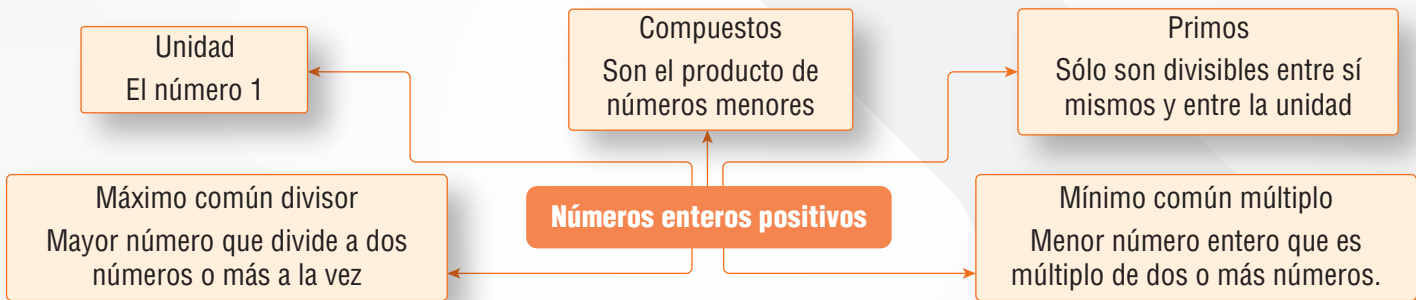 Unidad
El número 1
Compuestos
Son el producto de
números menores
Primos
Sólo son divisibles entre sí
mismos y entre la unidad
Máximo común divisor
Mayor número que divide a dos
números o más a la vez
Números enteros positivos
Mínimo común múltiplo
Menor número entero que es
múltiplo de dos o más números.